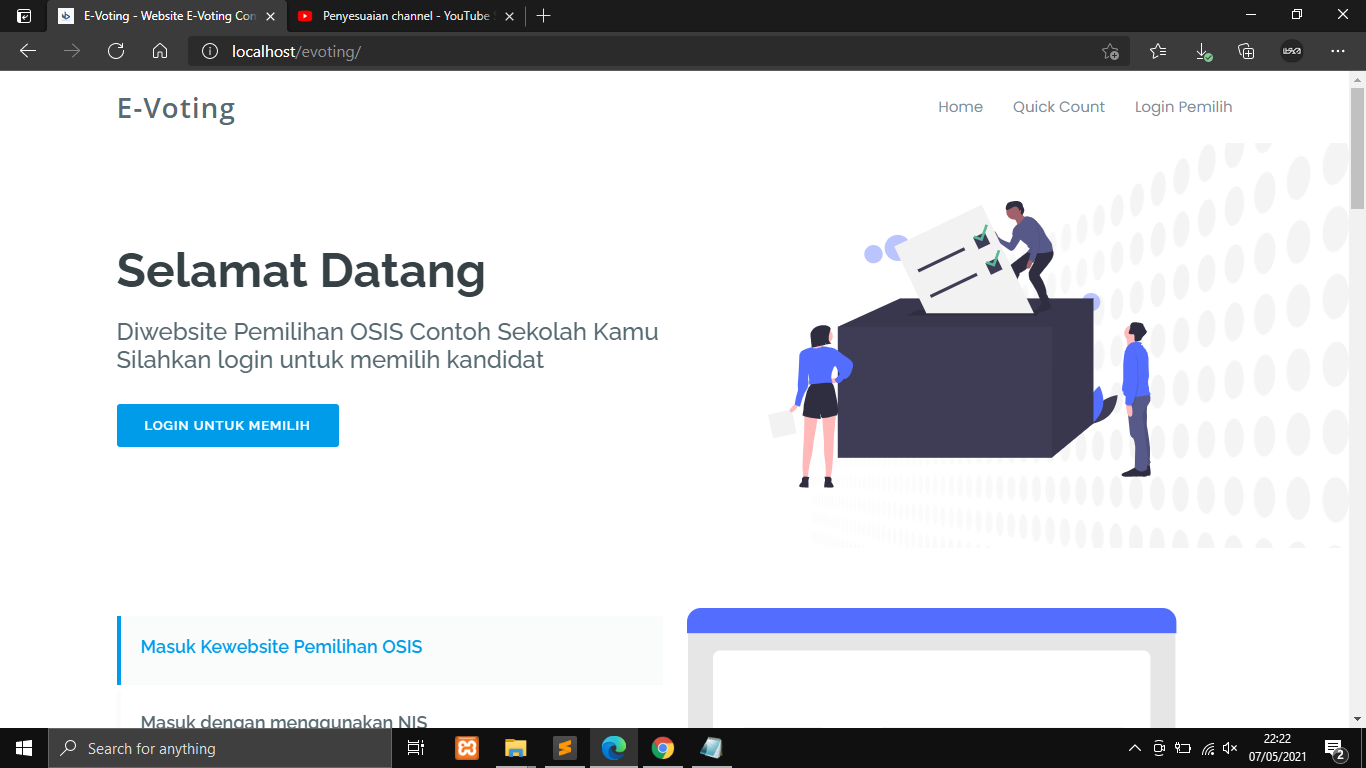 E-Voting - Website E-Voting Con
Penyesuaian channel - YouTube S
localhost/evoting/
E-Voting
Home
Quick Count
Login Pemilih
Selamat Datang
Diwebsite Pemilihan OSIS Contoh Sekolah Kamu
Silahkan login untuk memilih kandidat
LOGIN UNTUK MEMILIH
Masuk Kewebsite Pemilihan OSIS
Masuk dengan menggunakan NIS
Search for anything
22:22
07/05/2021
2